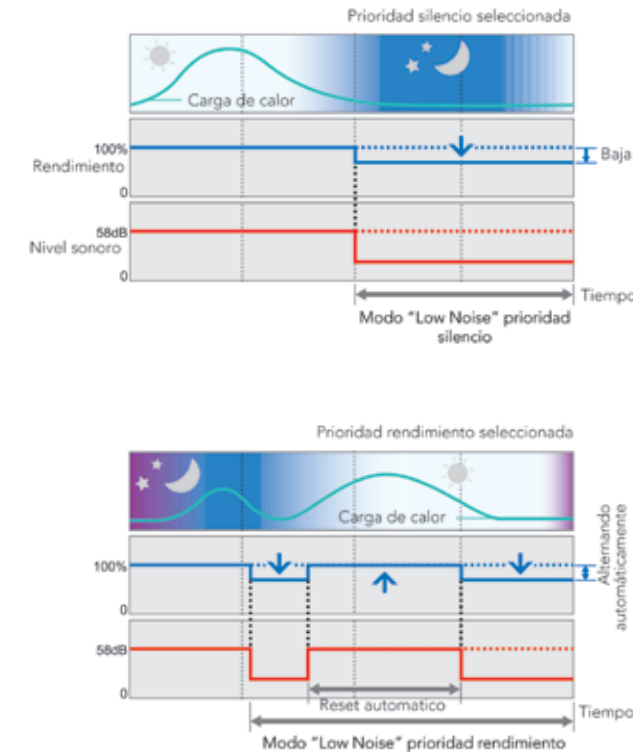 Prioridad silencio seleccionada
Carga de calor
100%
Rendimiento
0
Baja
58dB
Nivel sonoro
0
Tiempo
Modo "Low Noise" prioridad
silencio
Prioridad rendimiento seleccionada
Carga de calor
100%
0
Alternando
automáticamente
58dB
0
Reset automatico
Tiempo
Modo "Low Noise" prioridad rendimiento